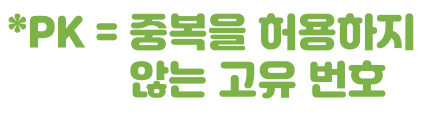 *PK = 중복을 허용하지
않는 고유 번호